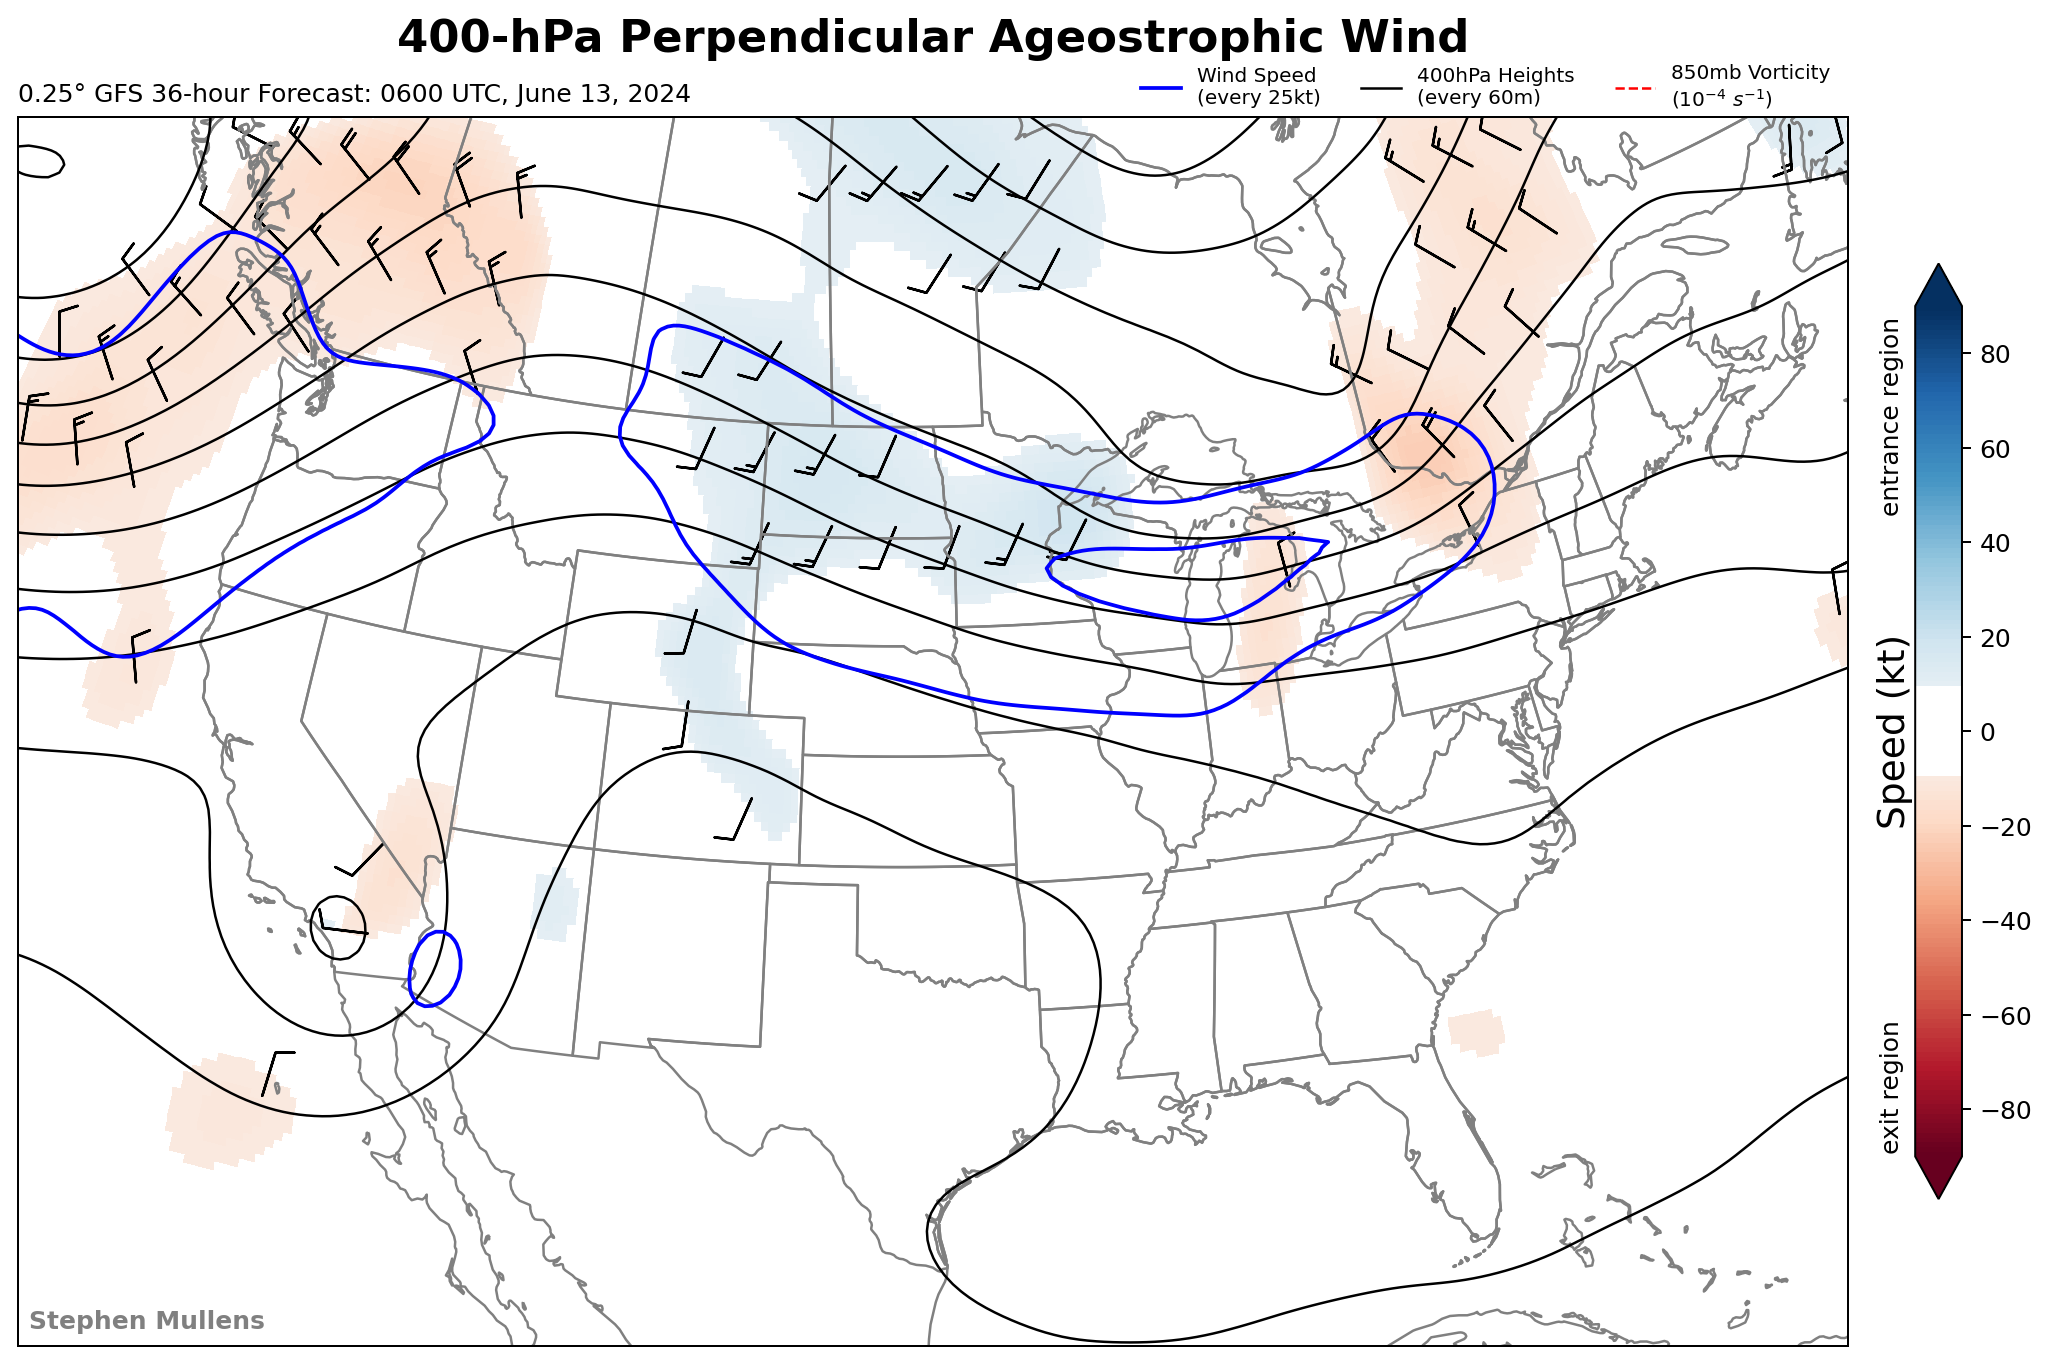 400-hPa Perpendicular Ageostrophic Wind
0.25° GFS 36-hour Forecast: 0600 UTC, June 13, 2024
Wind Speed
(every 25kt)
400hPa Heights
(every 60m)
850mb Vorticity
(10⁻⁴ s⁻¹)
entrance region
Speed (kt)
exit region
80
60
40
20
0
−20
−40
−60
−80
Stephen Mullens